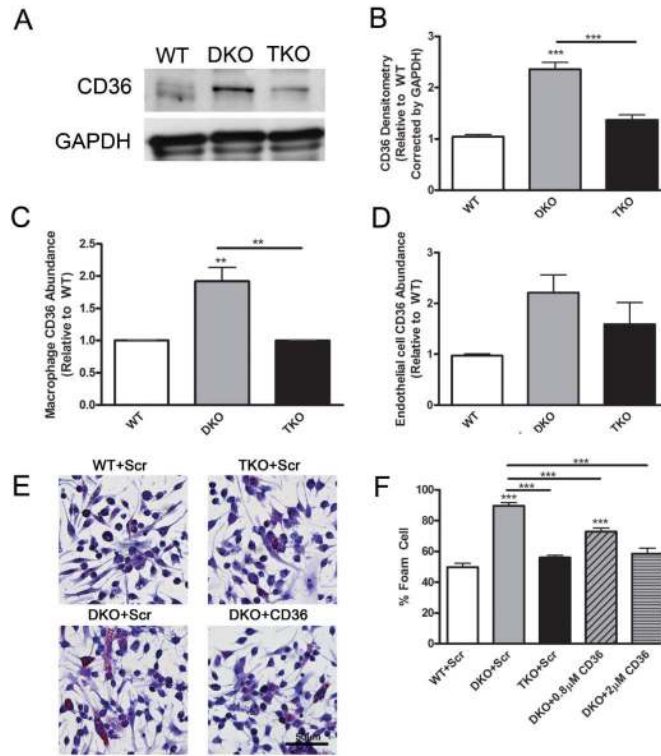 A
WT DKO TKO
CD36
GAPDH
B
CD36 Densitometry
(Relative to WT
Corrected by GAPDH)
3
2
1
0
***
***
WT
DKO
TKO
C
Macrophage CD36 Abundance
(Relative to WT)
2.5
2.0
1.5
1.0
0.5
0.0
**
**
WT
DKO
TKO
D
Endothelial cell CD36 Abundance
(Relative to WT)
3
2
1
0
WT
DKO
TKO
E
WT+Scr
TKO+Scr
DKO+Scr
DKO+CD36
50µm
F
% Foam Cell
100
80
60
40
20
0
***
***
***
***
***
WT+Scr
DKO+Scr
TKO+Scr
DKO+0.8µM CD36
DKO+2µM CD36